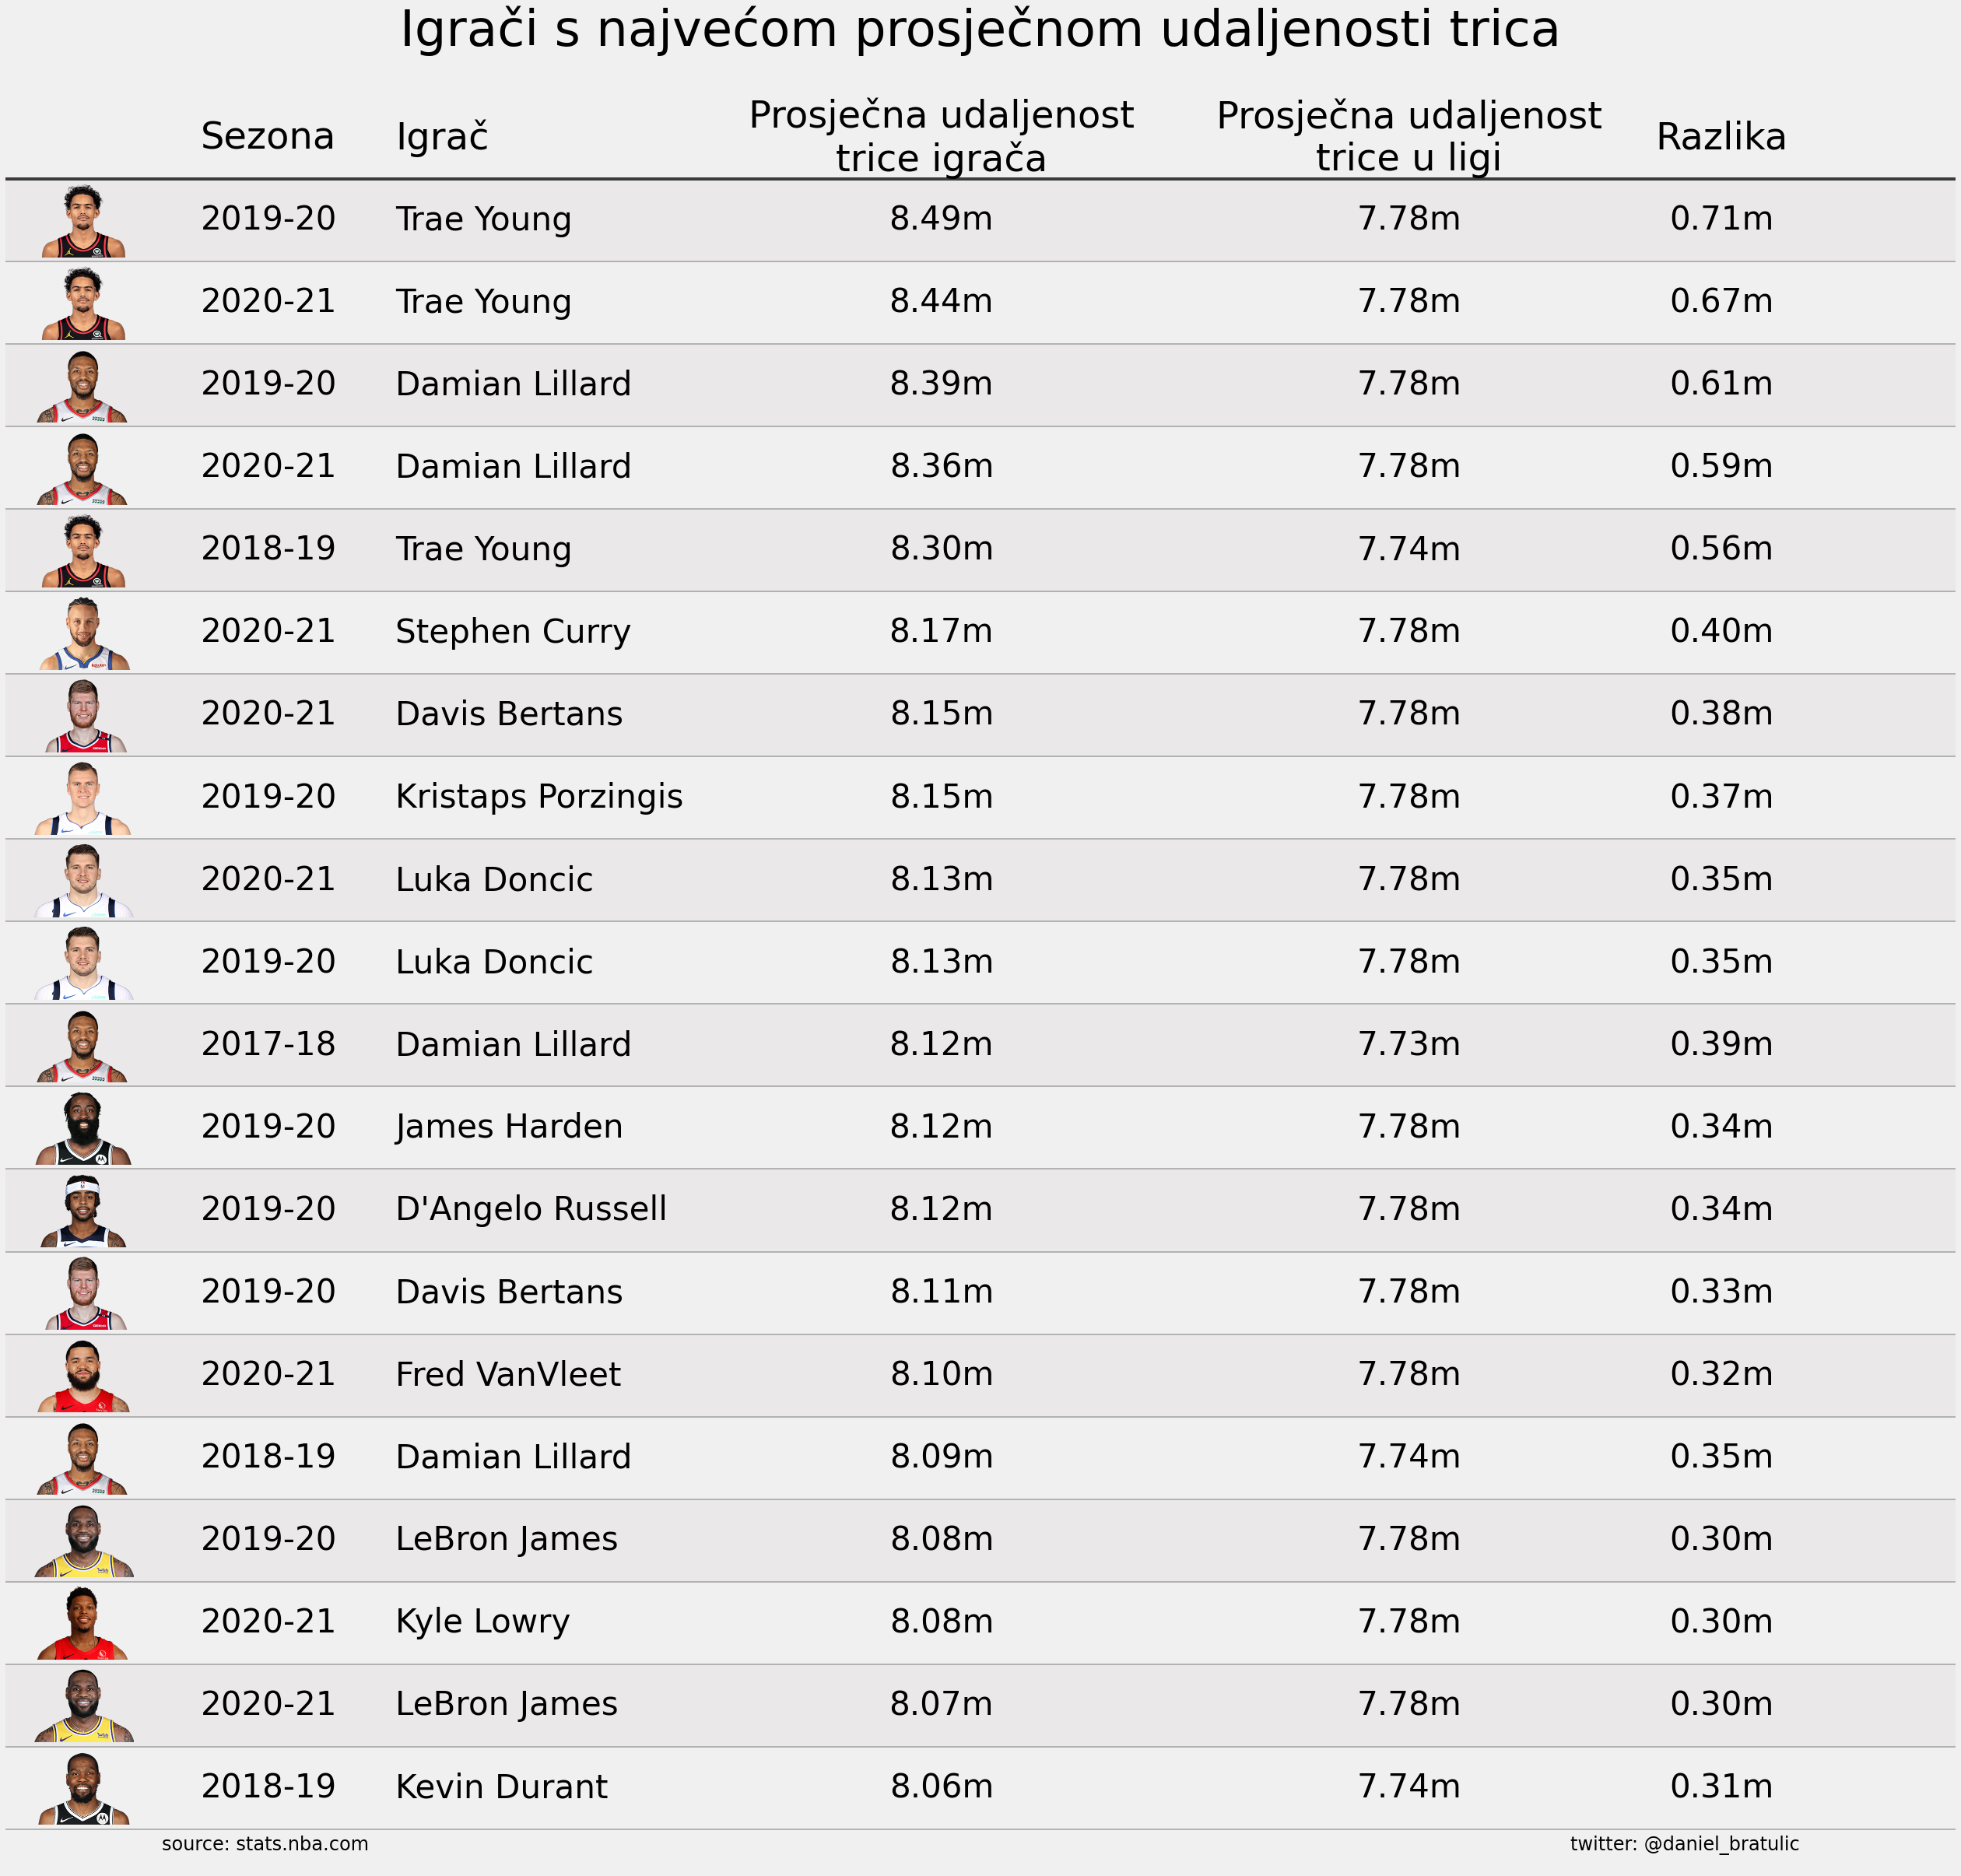 Igrači s najvećom prosječnom udaljenosti trica
Sezona Igrač Prosječna udaljenost trice igrača Prosječna udaljenost trice u ligi Razlika
2019-20 Trae Young 8.49m 7.78m 0.71m
2020-21 Trae Young 8.44m 7.78m 0.67m
2019-20 Damian Lillard 8.39m 7.78m 0.61m
2020-21 Damian Lillard 8.36m 7.78m 0.59m
2018-19 Trae Young 8.30m 7.74m 0.56m
2020-21 Stephen Curry 8.17m 7.78m 0.40m
2020-21 Davis Bertans 8.15m 7.78m 0.38m
2019-20 Kristaps Porzingis 8.15m 7.78m 0.37m
2020-21 Luka Doncic 8.13m 7.78m 0.35m
2019-20 Luka Doncic 8.13m 7.78m 0.35m
2017-18 Damian Lillard 8.12m 7.73m 0.39m
2019-20 James Harden 8.12m 7.78m 0.34m
2019-20 D'Angelo Russell 8.12m 7.78m 0.34m
2019-20 Davis Bertans 8.11m 7.78m 0.33m
2020-21 Fred VanVleet 8.10m 7.78m 0.32m
2018-19 Damian Lillard 8.09m 7.74m 0.35m
2019-20 LeBron James 8.08m 7.78m 0.30m
2020-21 Kyle Lowry 8.08m 7.78m 0.30m
2020-21 LeBron James 8.07m 7.78m 0.30m
2018-19 Kevin Durant 8.06m 7.74m 0.31m
source: stats.nba.com twitter: @daniel_bratulic